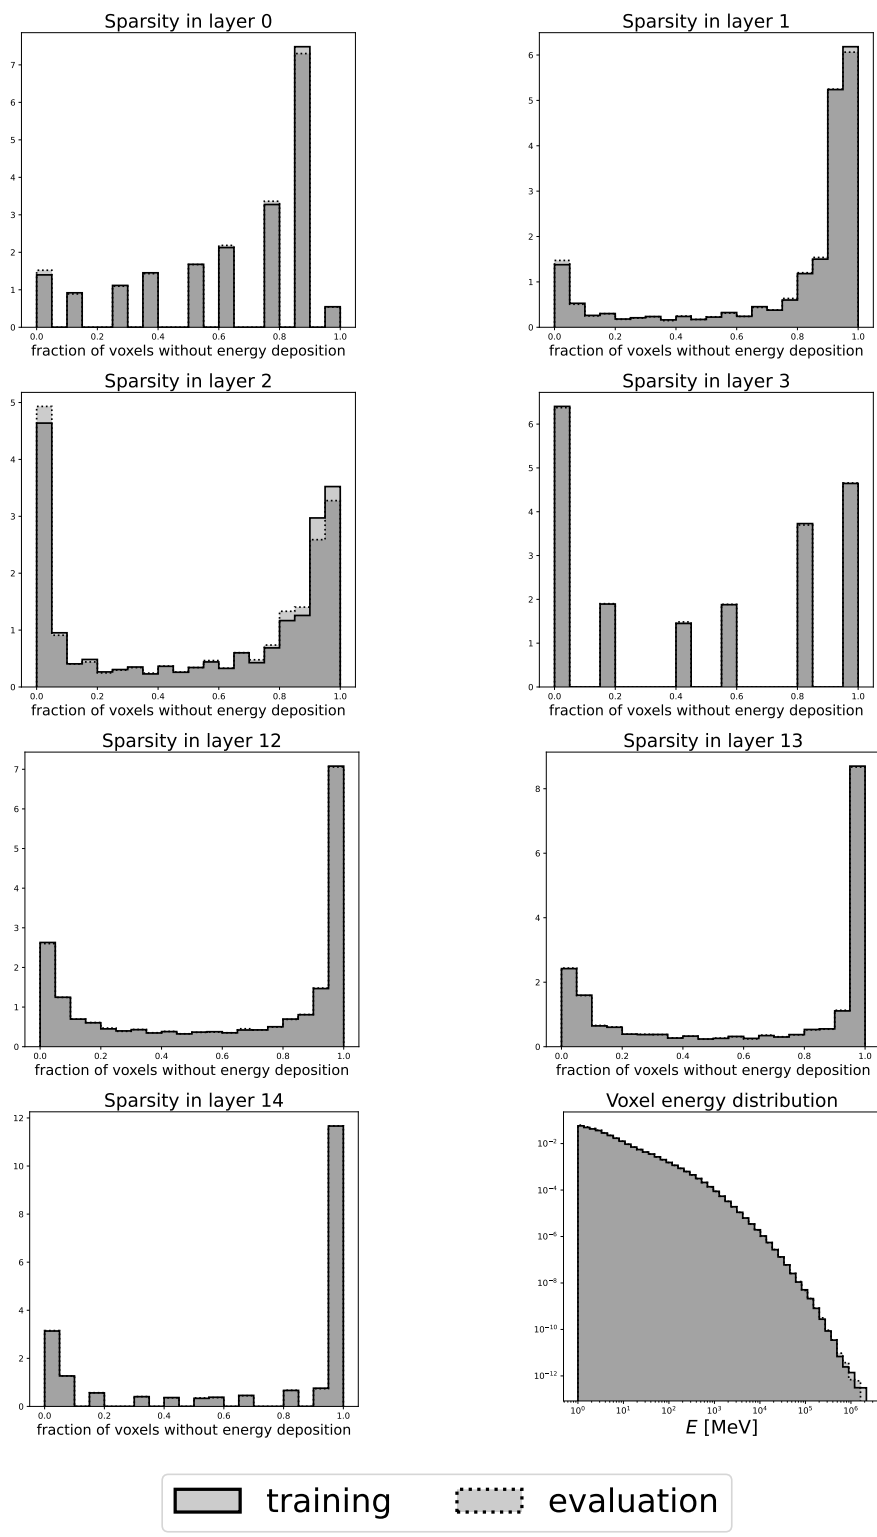 Sparsity in layer 0
7
6
5
4
3
2
1
0
0.0 0.2 0.4 0.6 0.8 1.0
fraction of voxels without energy deposition
Sparsity in layer 1
6
5
4
3
2
1
0
0.0 0.2 0.4 0.6 0.8 1.0
fraction of voxels without energy deposition
Sparsity in layer 2
5
4
3
2
1
0
0.0 0.2 0.4 0.6 0.8 1.0
fraction of voxels without energy deposition
Sparsity in layer 3
6
5
4
3
2
1
0
0.0 0.2 0.4 0.6 0.8 1.0
fraction of voxels without energy deposition
Sparsity in layer 12
7
6
5
4
3
2
1
0
0.0 0.2 0.4 0.6 0.8 1.0
fraction of voxels without energy deposition
Sparsity in layer 13
8
6
4
2
0
0.0 0.2 0.4 0.6 0.8 1.0
fraction of voxels without energy deposition
Sparsity in layer 14
12
10
8
6
4
2
0
0.0 0.2 0.4 0.6 0.8 1.0
fraction of voxels without energy deposition
Voxel energy distribution
10⁻²
10⁻⁴
10⁻⁶
10⁻⁸
10⁻¹⁰
10⁻¹²
10⁰ 10¹ 10² 10³ 10⁴ 10⁵ 10⁶
E [MeV]
training evaluation